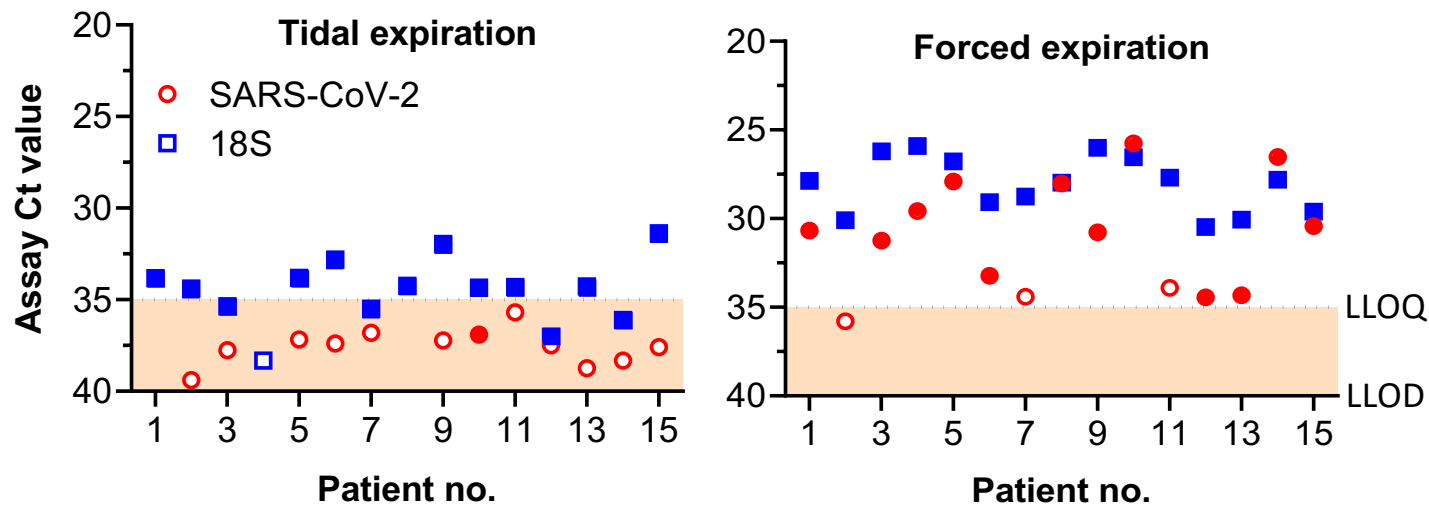 Tidal expiration
Assay Ct value
20
25
30
35
40
SARS-CoV-2
18S
1 3 5 7 9 11 13 15
Patient no.
Forced expiration
20
25
30
35
40
LLOQ
LLOD
1 3 5 7 9 11 13 15
Patient no.